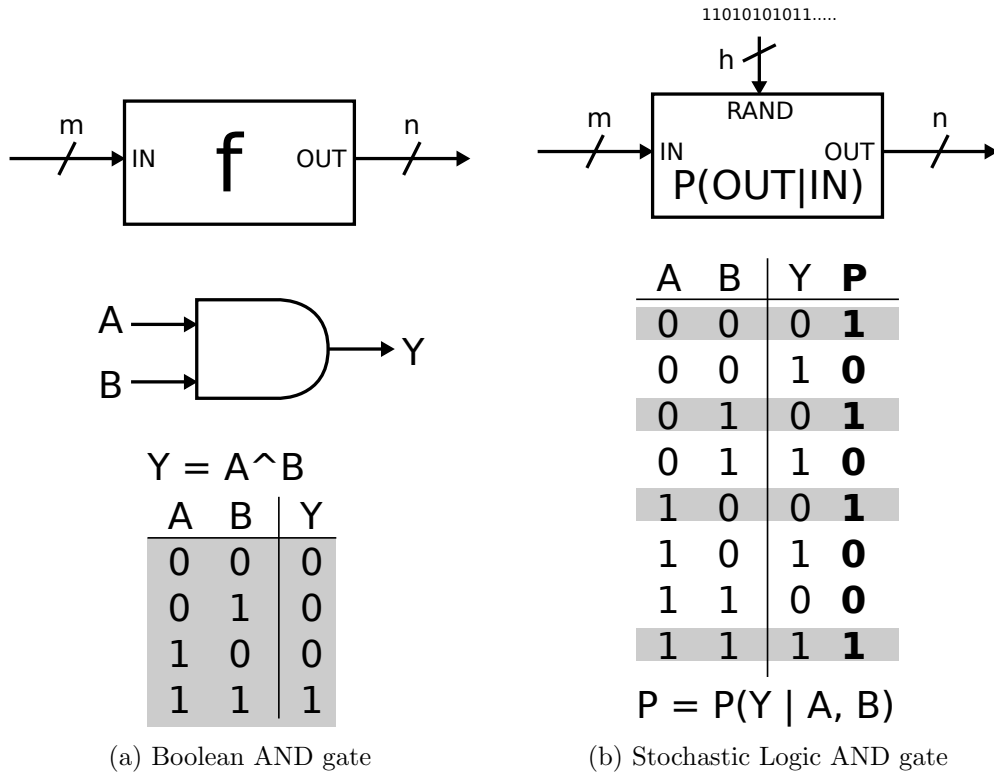 m
IN
f
OUT
n
A
B
Y
Y = A^B
A B Y
0 0 0
0 1 0
1 0 0
1 1 1
(a) Boolean AND gate
11010101011.....
h
m
RAND
IN
OUT
n
P(OUT|IN)
A B Y P
0 0 0 1
0 0 1 0
0 1 0 1
0 1 1 0
1 0 0 1
1 0 1 0
1 1 0 0
1 1 1 1
P = P(Y | A, B)
(b) Stochastic Logic AND gate